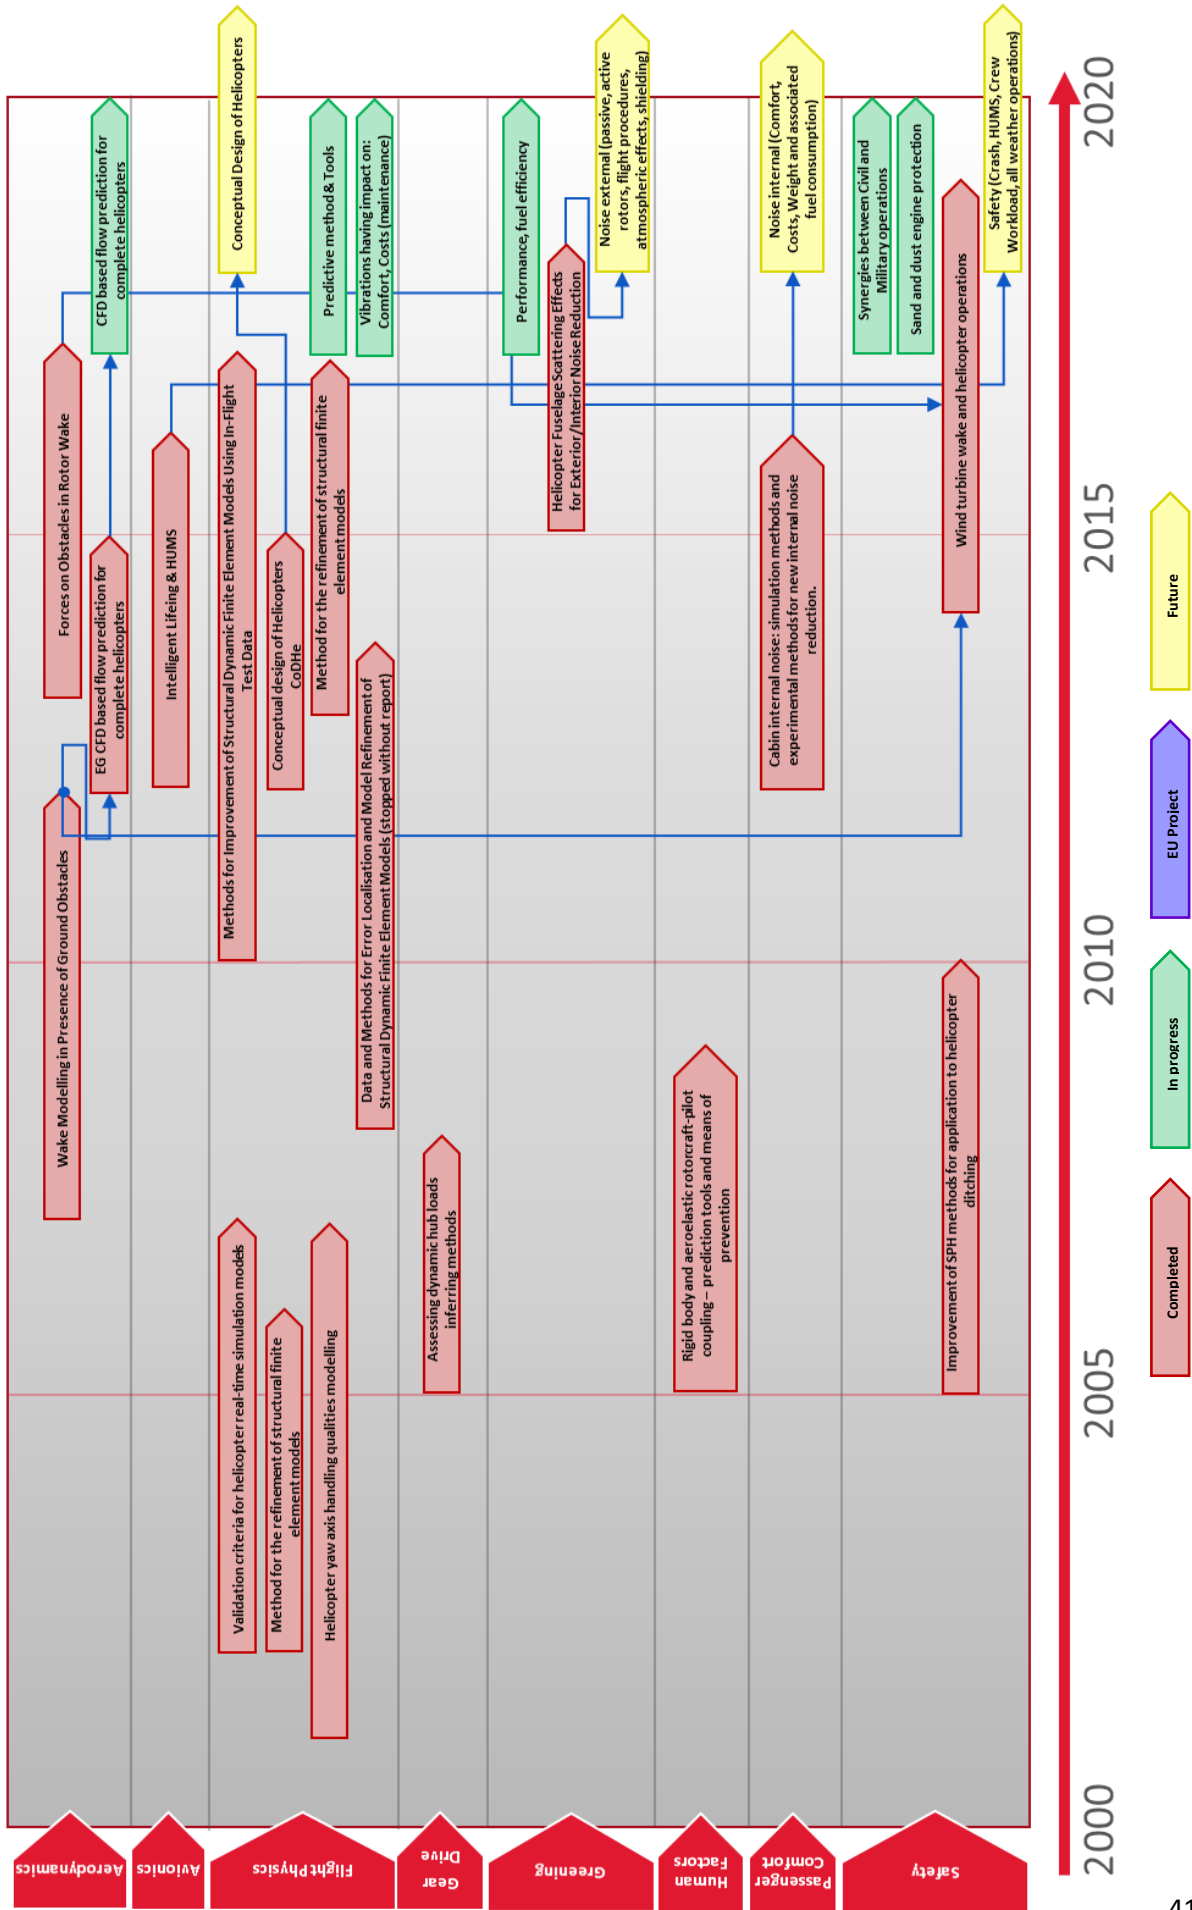 Aerodynamics
Wake Modelling in Presence of Ground Obstacles
Forces on Obstacles in Rotor Wake
EG CFD based flow prediction for
complete helicopters
CFD based flow prediction for
complete helicopters
Avionics
Intelligent Lifeing & HUMS
Flight Physics
Validation criteria for helicopter real-time simulation models
Methods for Improvement of Structural Dynamic Finite Element Models Using In-Flight
Test Data
Conceptual Design of Helicopters
Method for the refinement of structural finite
element models
Conceptual design of Helicopters
CoDHe
Helicopter yaw axis handling qualities modelling
Method for the refinement of structural finite
element models
Predictive method & Tools
Data and Methods for Error Localisation and Model Refinement of
Structural Dynamic Finite Element Models (stopped without report)
Vibrations having impact on:
Comfort, Costs (maintenance)
Gear
Drive
Assessing dynamic hub loads
inferring methods
Greening
Performance, fuel efficiency
Helicopter Fuselage Scattering Effects
for Exterior/Interior Noise Reduction
Noise external (passive, active
rotors, flight procedures,
atmospheric effects, shielding)
Human
Factors
Rigid body and aeroelastic rotorcraft-pilot
coupling – prediction tools and means of
prevention
Passenger
Comfort
Cabin internal noise: simulation methods and
experimental methods for new internal noise
reduction.
Noise internal (Comfort,
Costs, Weight and associated
fuel consumption)
Safety
Synergies between Civil and
Military operations
Sand and dust engine protection
Improvement of SPH methods for application to helicopter
ditching
Wind turbine wake and helicopter operations
Safety (Crash, HUMS, Crew
Workload, all weather operations)
2000
2005
2010
2015
2020
Completed
In progress
EU Project
Future
41